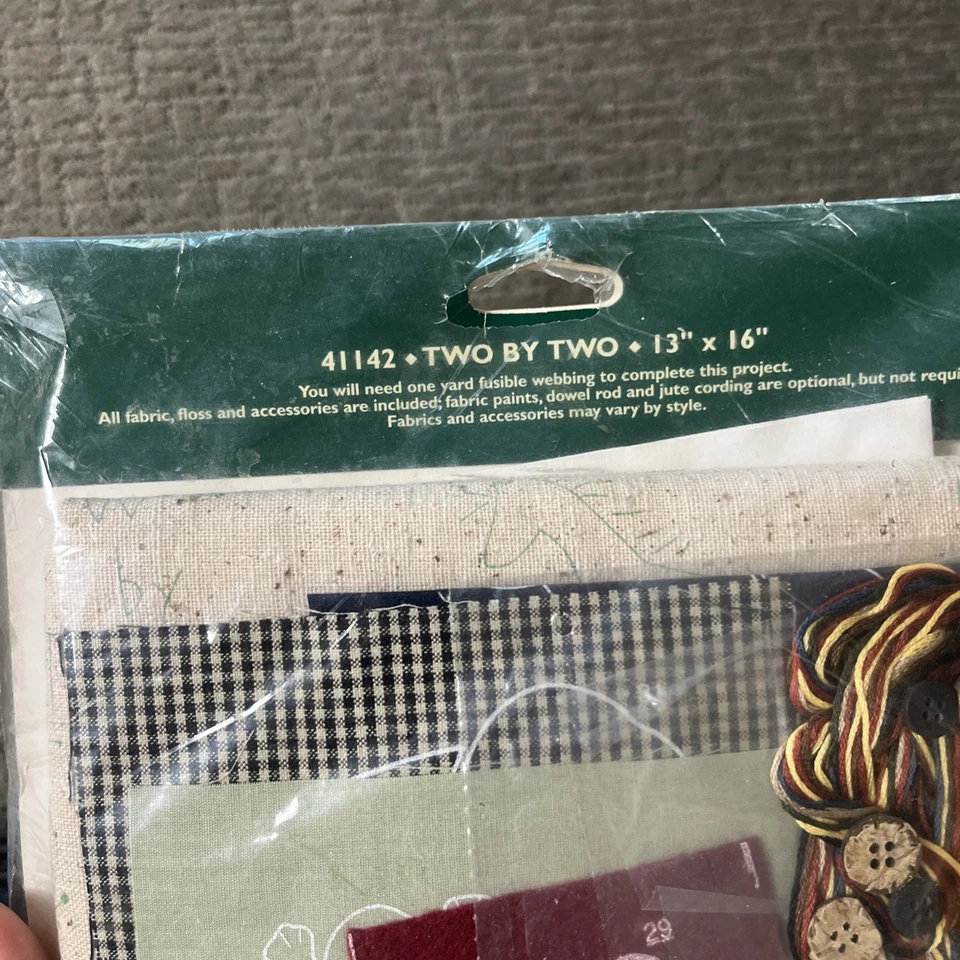 41142 ◆ TWO BY TWO ◆ 13" x 16"
You will need one yard fusible webbing to complete this project.
All fabric, floss and accessories are included; fabric paints, dowel rod and jute cording are optional, but not requi
Fabrics and accessories may vary by style.
by
29